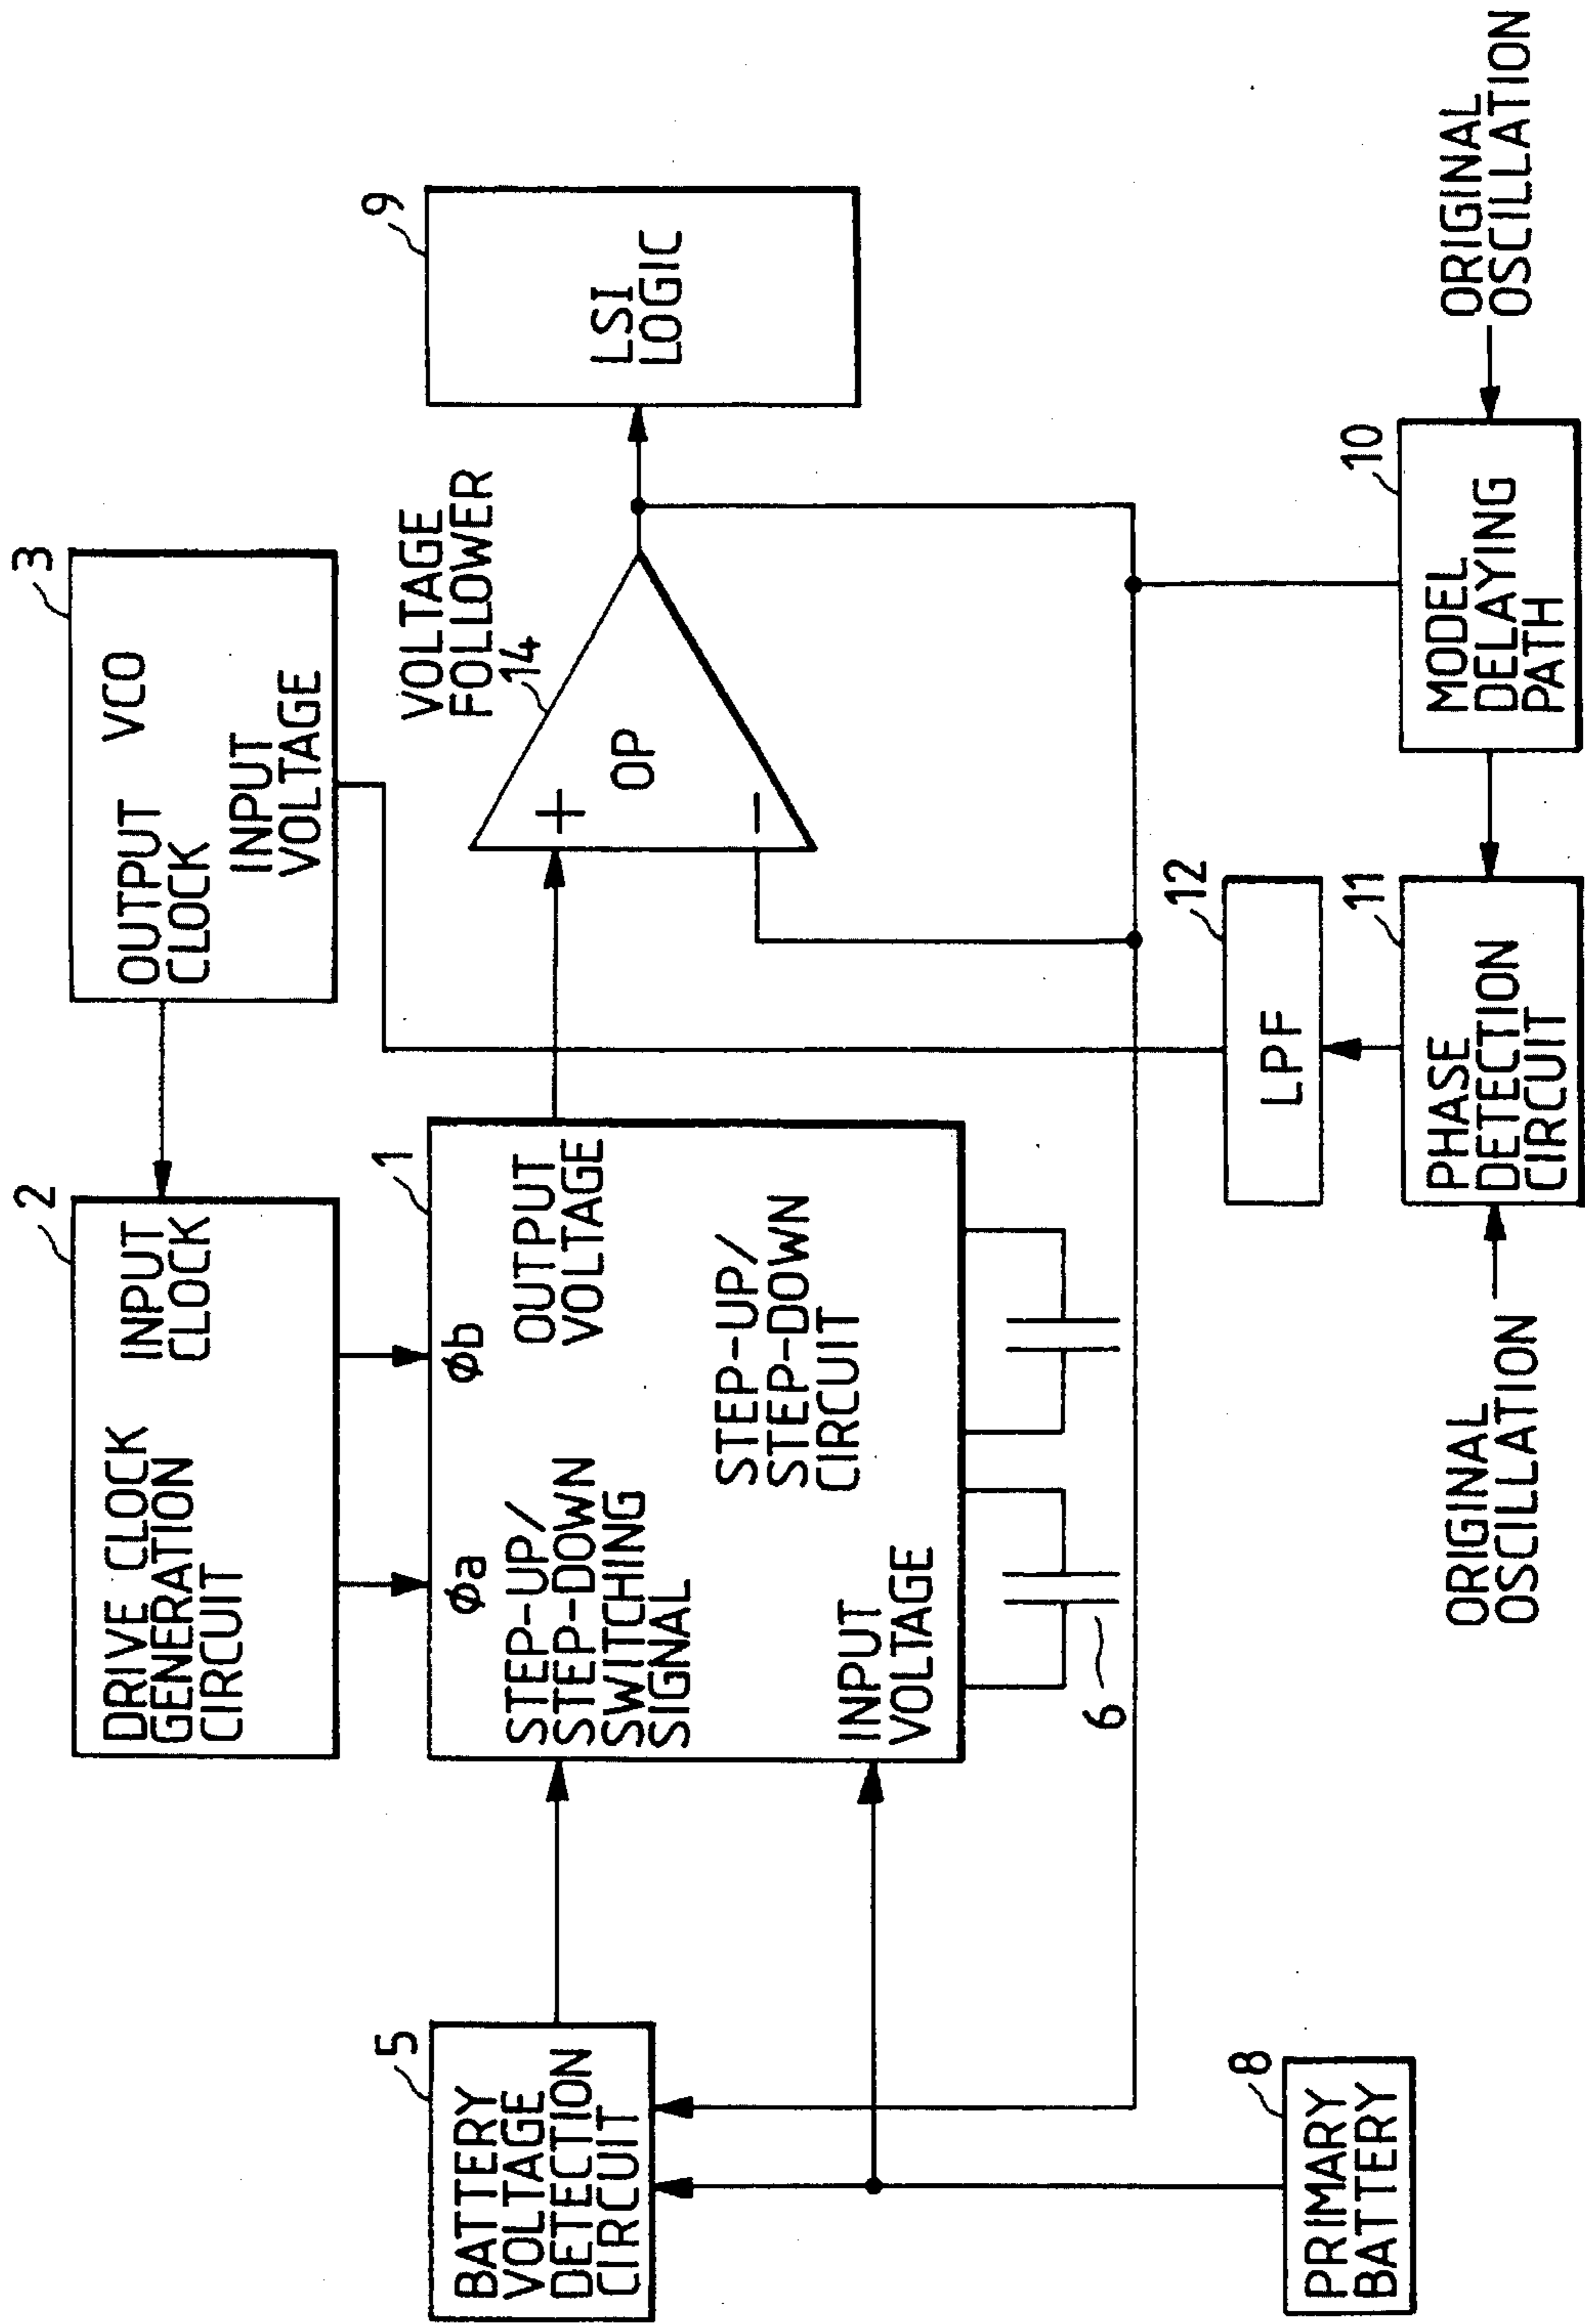 2
DRIVE CLOCK
GENERATION
CIRCUIT
INPUT
CLOCK
3
OUTPUT
CLOCK
VCO
INPUT
VOLTAGE
5
BATTERY
VOLTAGE
DETECTION
CIRCUIT
1
φa
φb
STEP-UP/
STEP-DOWN
SWITCHING
SIGNAL
OUTPUT
VOLTAGE
STEP-UP/
STEP-DOWN
CIRCUIT
INPUT
VOLTAGE
6
VOLTAGE
FOLLOWER
14
+
OP
-
9
LSI
LOGIC
8
PRIMARY
BATTERY
12
LPF
11
PHASE
DETECTION
CIRCUIT
10
MODEL
DELAYING
PATH
ORIGINAL
OSCILLATION
ORIGINAL
OSCILLATION